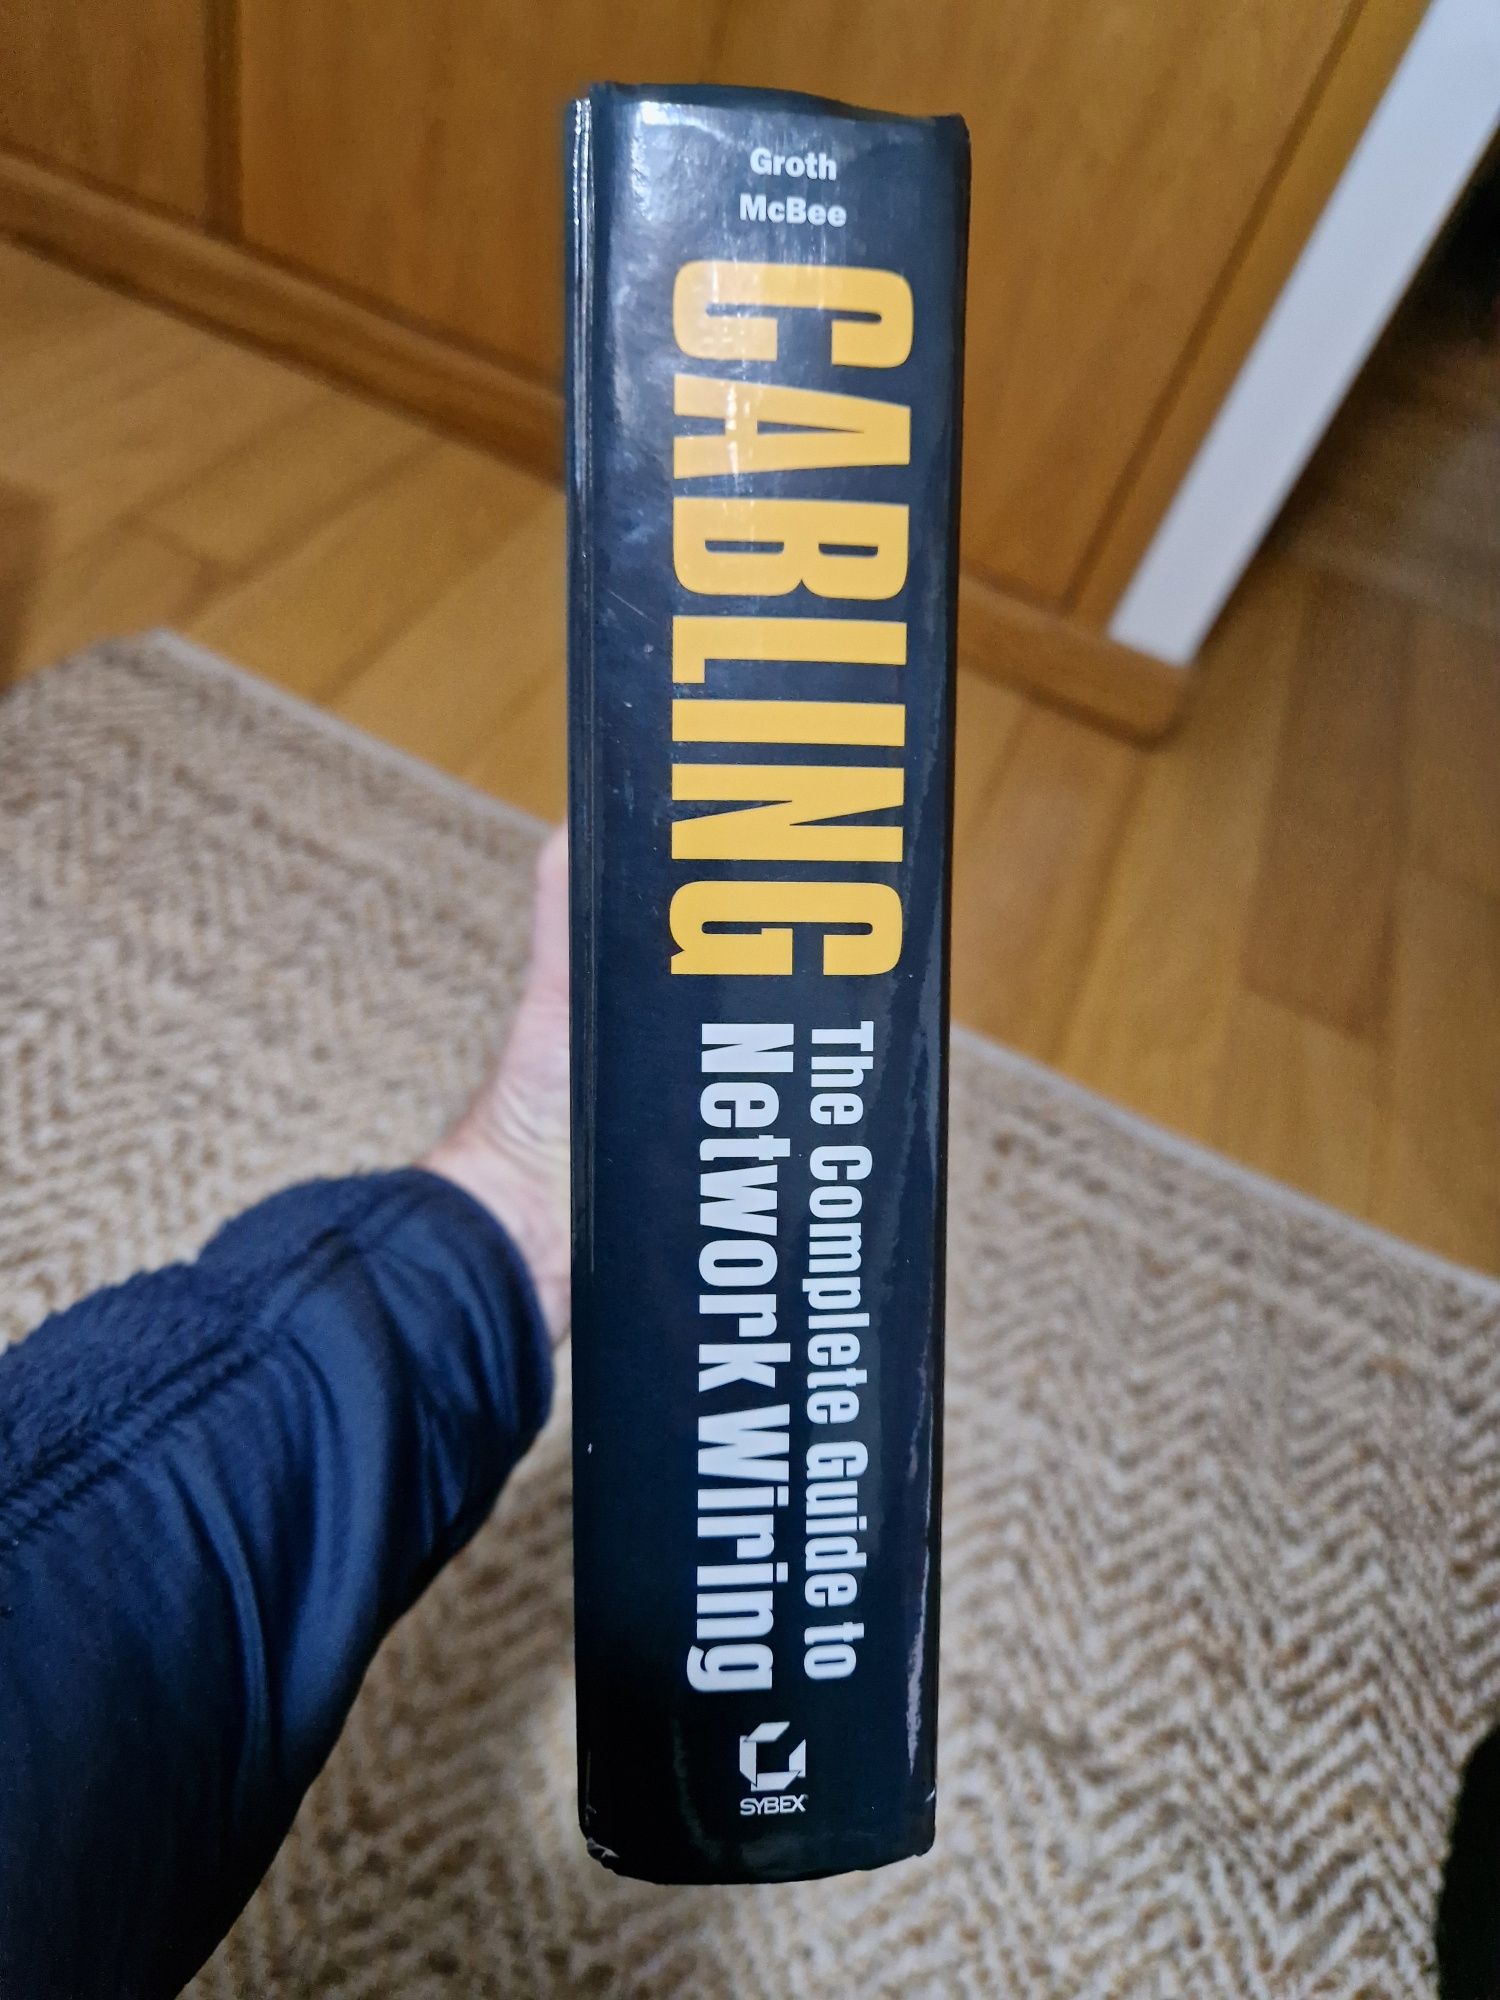 Groth
McBee
CABLING
The Complete Guide to
Network Wiring
SYBEX